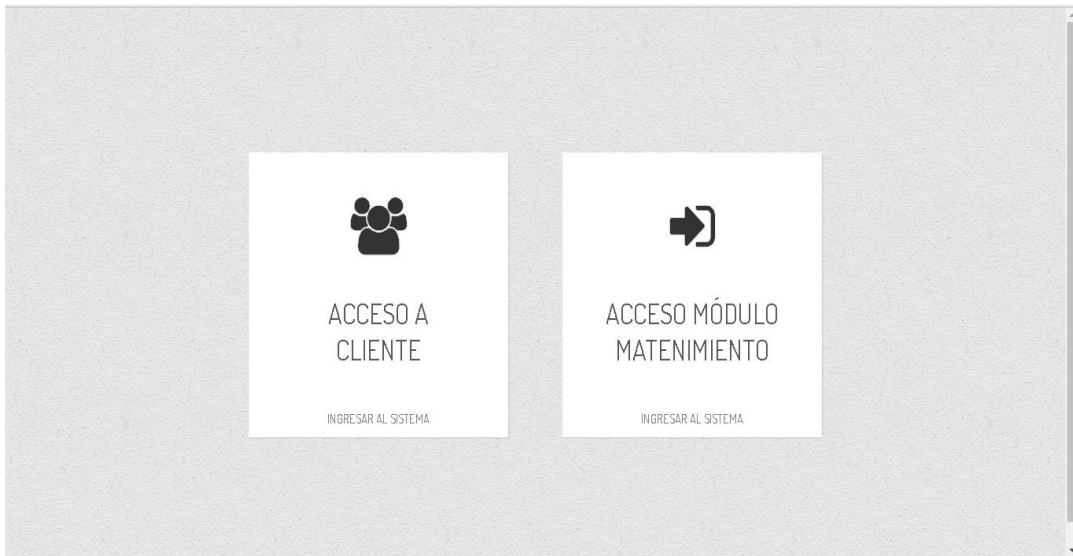 ACCESO A
CLIENTE
INGRESAR AL SISTEMA
ACCESO MÓDULO
MATENIMIENTO
INGRESAR AL SISTEMA